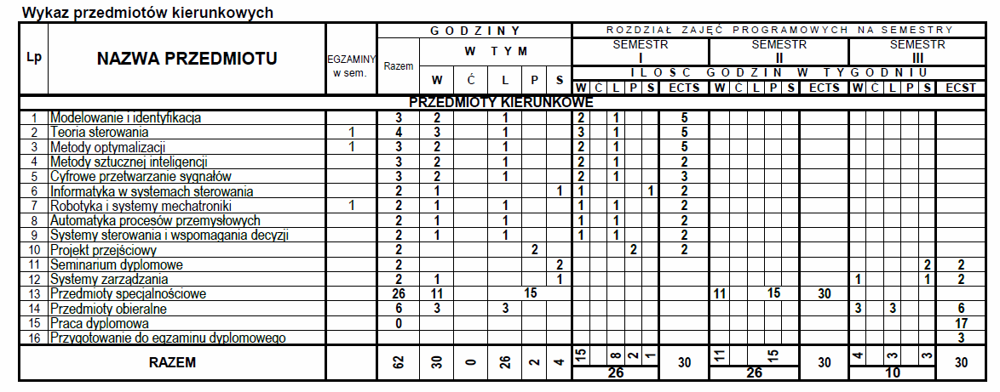 Wykaz przedmiotów kierunkowych
G O D Z I N Y ROZDZIAŁ ZAJĘĆ PROGRAMOWYCH NA SEMESTRY
Lp NAZWA PRZEDMIOTU EGZAMINY w sem. Razem W T Y M SEMESTR I SEMESTR II SEMESTR III
I L O Ś C G O D Z I N W T Y G O D N I U
W Ć L P S W Ć L P S ECTS W Ć L P S ECTS W Ć L P S ECST
PRZEDMIOTY KIERUNKOWE
1 Modelowanie i identyfikacja 3 2 1 2 1 5
2 Teoria sterowania 1 4 3 1 3 1 5
3 Metody optymalizacji 1 3 2 1 2 1 5
4 Metody sztucznej inteligencji 3 2 1 2 1 2
5 Cyfrowe przetwarzanie sygnałów 3 2 1 2 1 3
6 Informatyka w systemach sterowania 2 1 1 1 1 2
7 Robotyka i systemy mechatroniki 1 2 1 1 1 1 2
8 Automatyka procesów przemysłowych 2 1 1 1 1 2
9 Systemy sterowania i wspomagania decyzji 2 1 1 1 1 2
10 Projekt przejściowy 2 2 2 2
11 Seminarium dyplomowe 2 2 2 2
12 Systemy zarządzania 2 1 1 1 1 2
13 Przedmioty specjalnościowe 26 11 15 11 15 30
14 Przedmioty obieralne 6 3 3 3 3 6
15 Praca dyplomowa 0 17
16 Przygotowanie do egzaminu dyplomowego 3
RAZEM 62 30 0 26 2 4 15 8 2 1 30 11 15 30 4 3 3 30
26 26 10